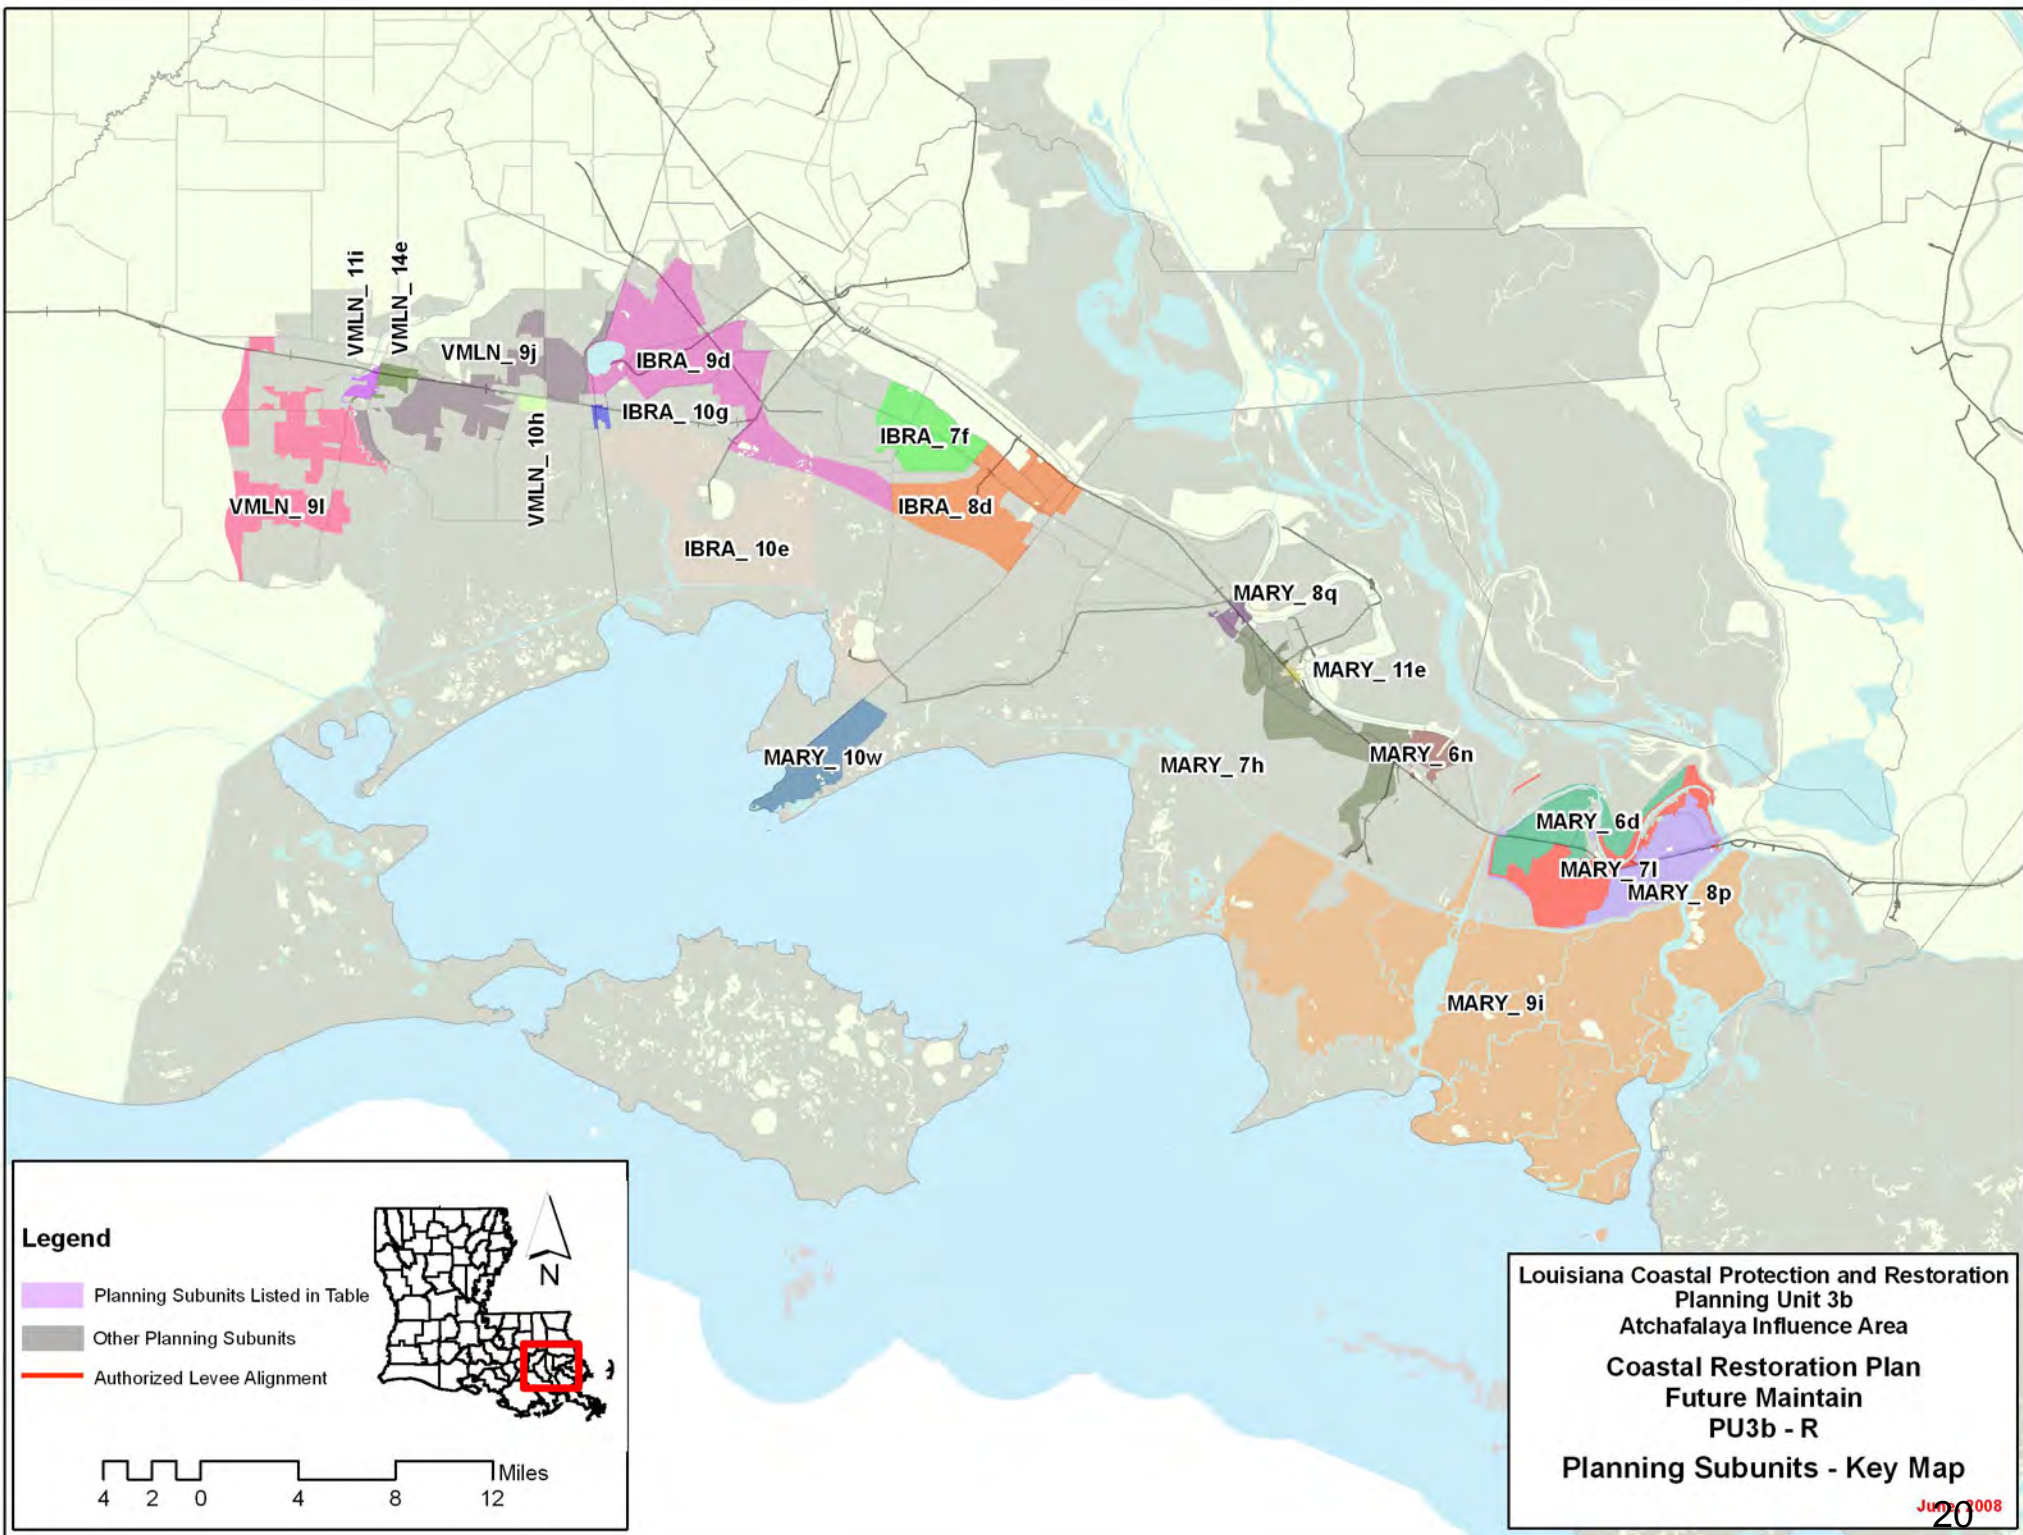 VMLN_ 11i
VMLN_ 14e
VMLN_ 9j
IBRA_ 9d
IBRA_ 10g
IBRA_ 7f
VMLN_ 10h
VMLN_ 9l
IBRA_ 8d
IBRA_ 10e
MARY_ 8q
MARY_ 11e
MARY_ 10w
MARY_ 7h
MARY_ 6n
MARY_ 6d
MARY_ 7l
MARY_ 8p
MARY_ 9i
Legend
Planning Subunits Listed in Table
Other Planning Subunits
Authorized Levee Alignment
N
Miles
4 2 0 4 8 12
Louisiana Coastal Protection and Restoration
Planning Unit 3b
Atchafalaya Influence Area
Coastal Restoration Plan
Future Maintain
PU3b - R
Planning Subunits - Key Map
June, 2008
20